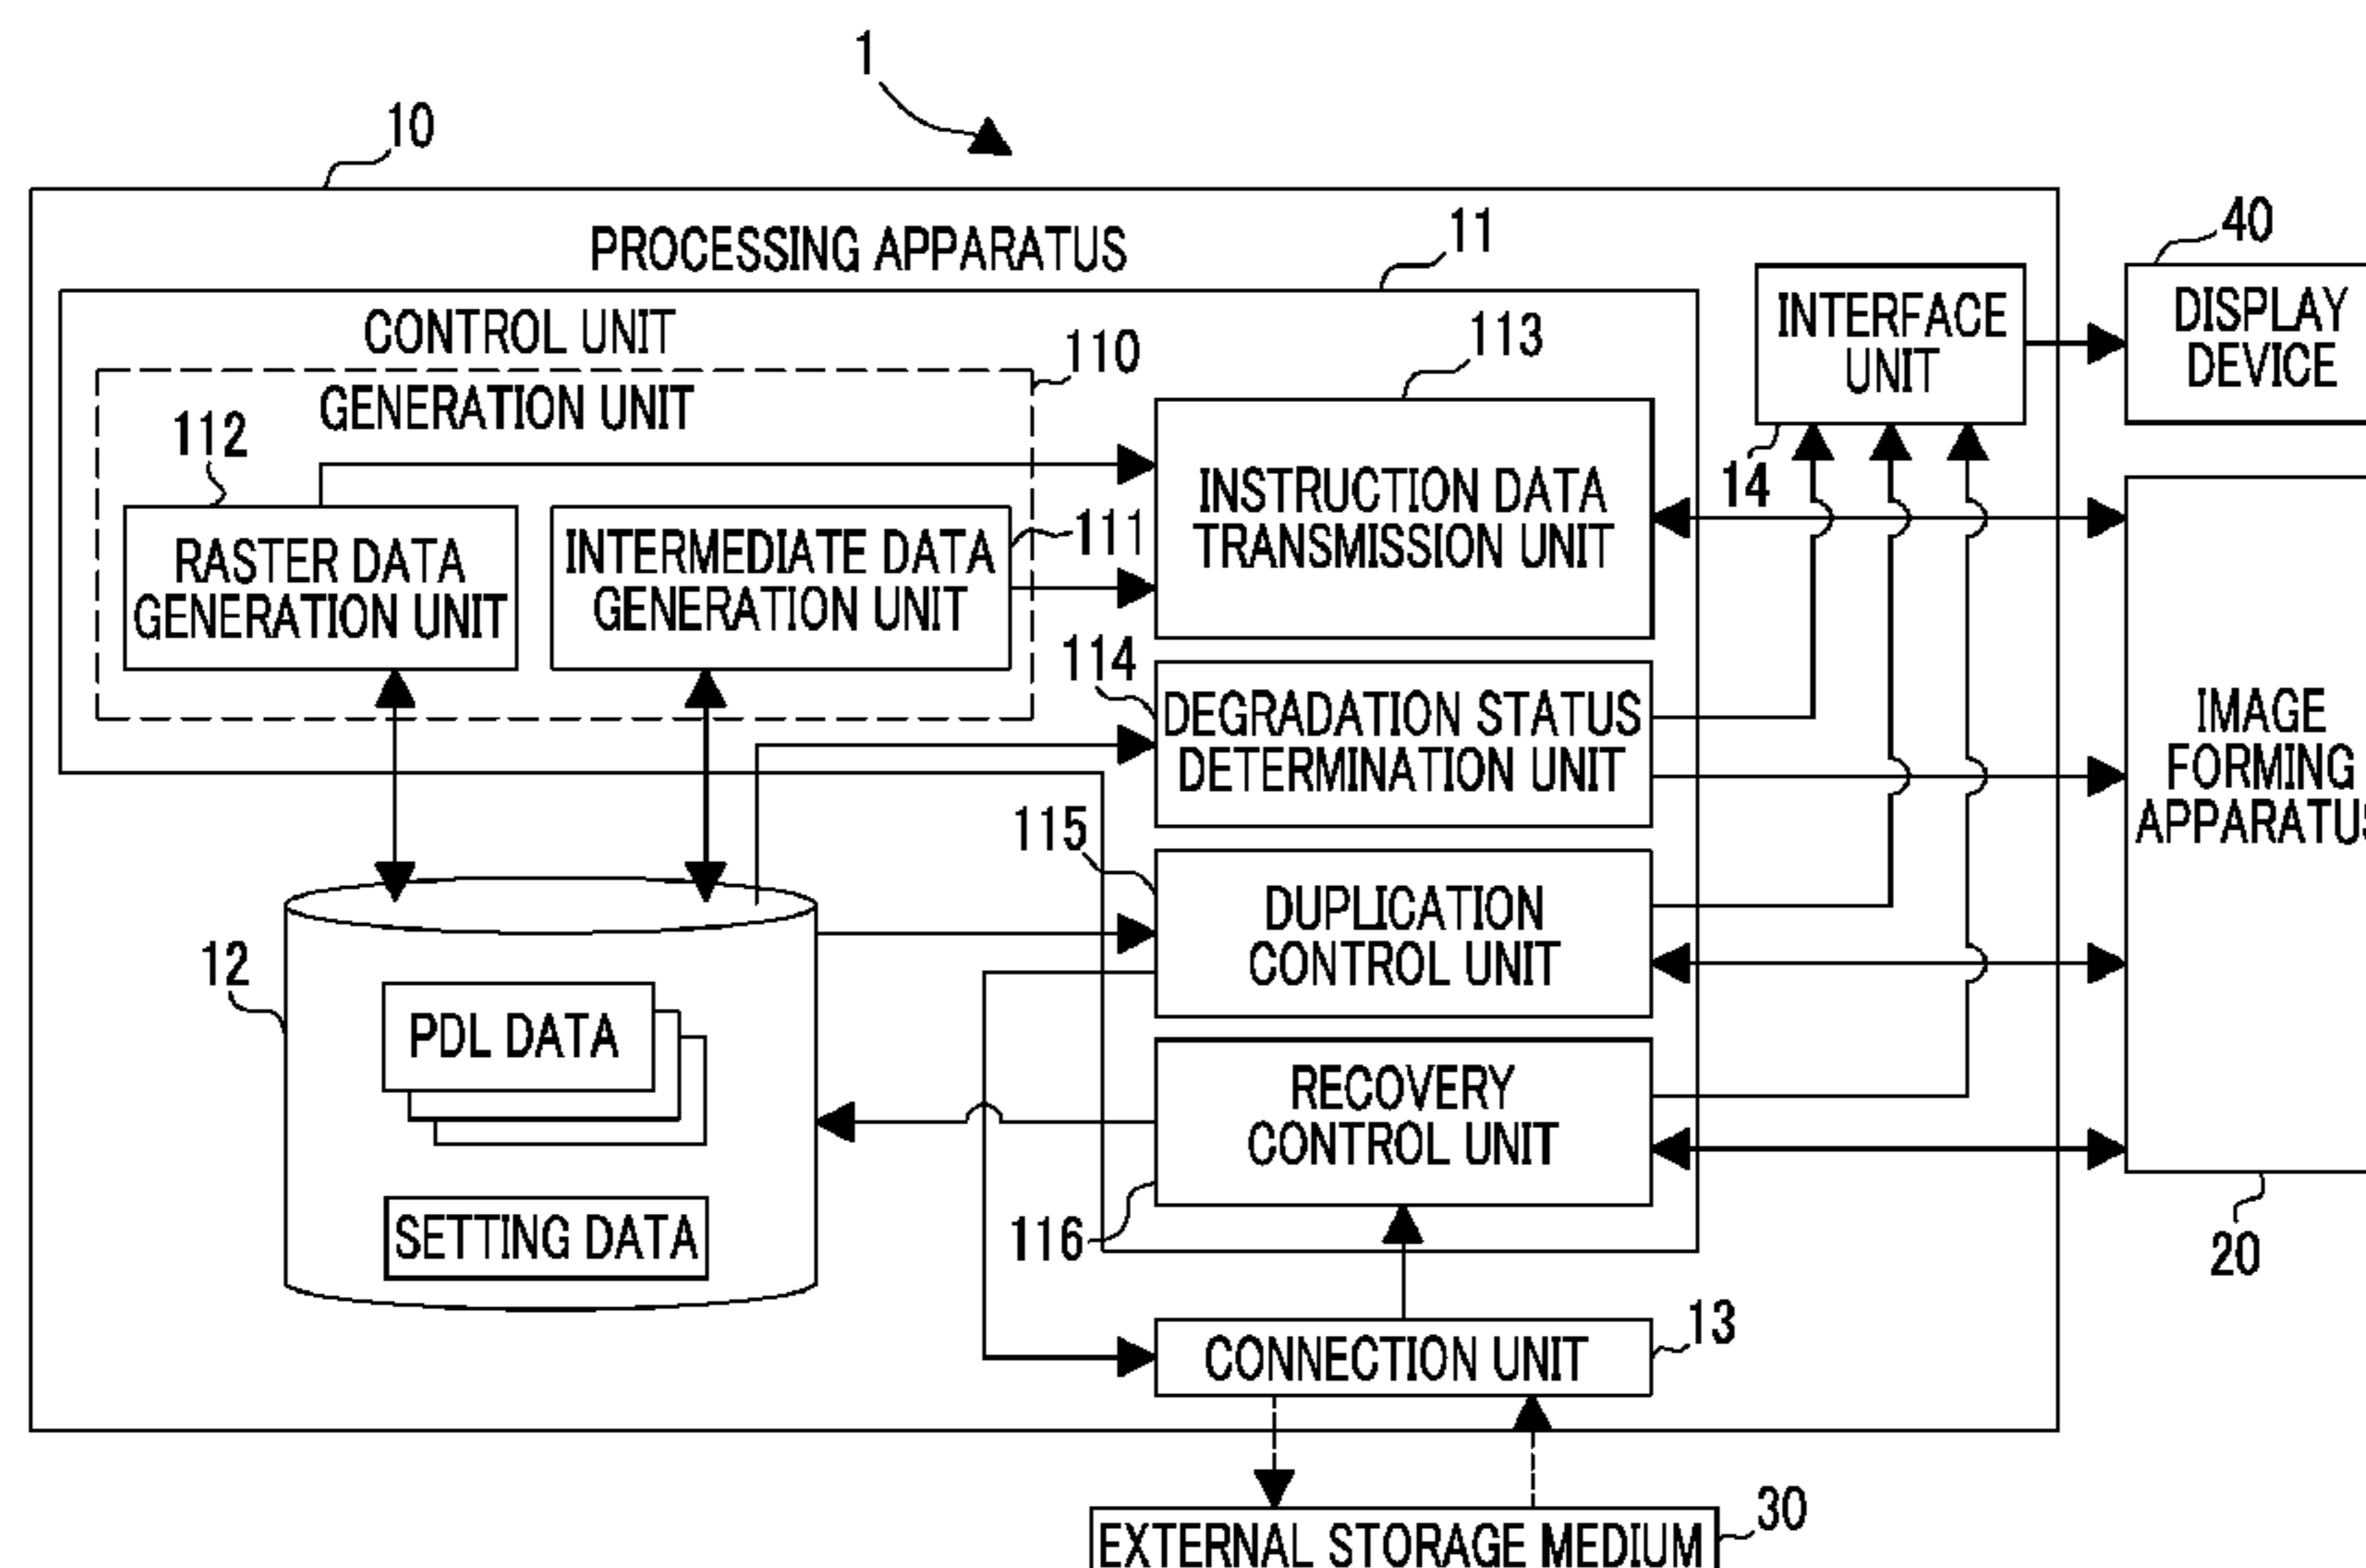 1
10
PROCESSING APPARATUS
11
40
CONTROL UNIT
110
113
INTERFACE
UNIT
DISPLAY
DEVICE
GENERATION UNIT
112
14
INSTRUCTION DATA
TRANSMISSION UNIT
RASTER DATA
GENERATION UNIT
INTERMEDIATE DATA
GENERATION UNIT
111
114
DEGRADATION STATUS
DETERMINATION UNIT
IMAGE
FORMING
APPARATUS
115
DUPLICATION
CONTROL UNIT
12
PDL DATA
RECOVERY
CONTROL UNIT
SETTING DATA
116
20
13
CONNECTION UNIT
30
EXTERNAL STORAGE MEDIUM